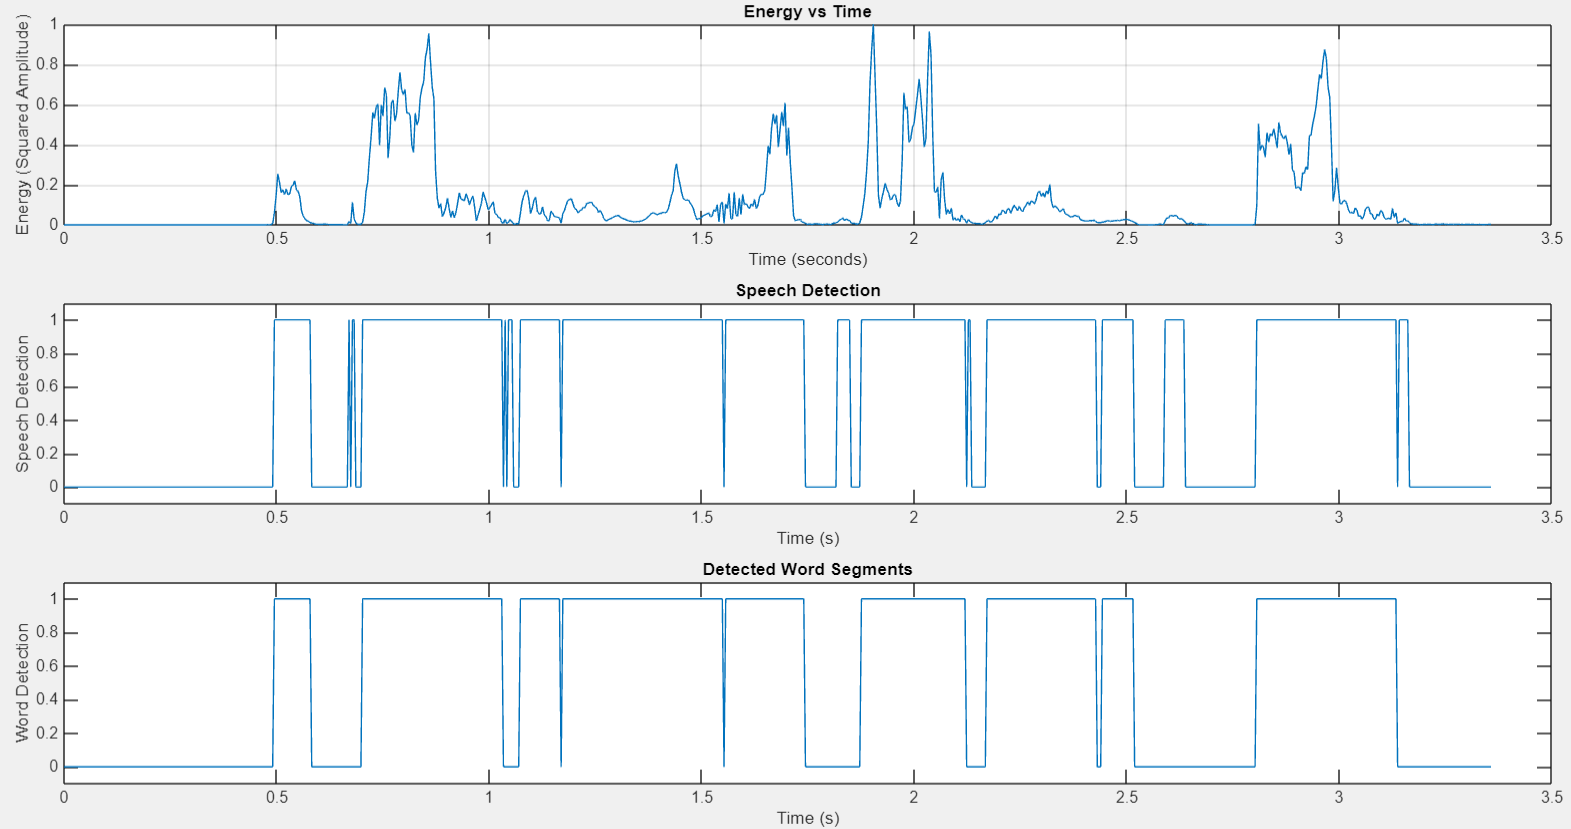 Energy vs Time
Energy (Squared Amplitude)
1
0.8
0.6
0.4
0.2
0
0 0.5 1 1.5 2 2.5 3 3.5
Time (seconds)
Speech Detection
Speech Detection
1
0.8
0.6
0.4
0.2
0
0 0.5 1 1.5 2 2.5 3 3.5
Time (s)
Detected Word Segments
Word Detection
1
0.8
0.6
0.4
0.2
0
0 0.5 1 1.5 2 2.5 3 3.5
Time (s)